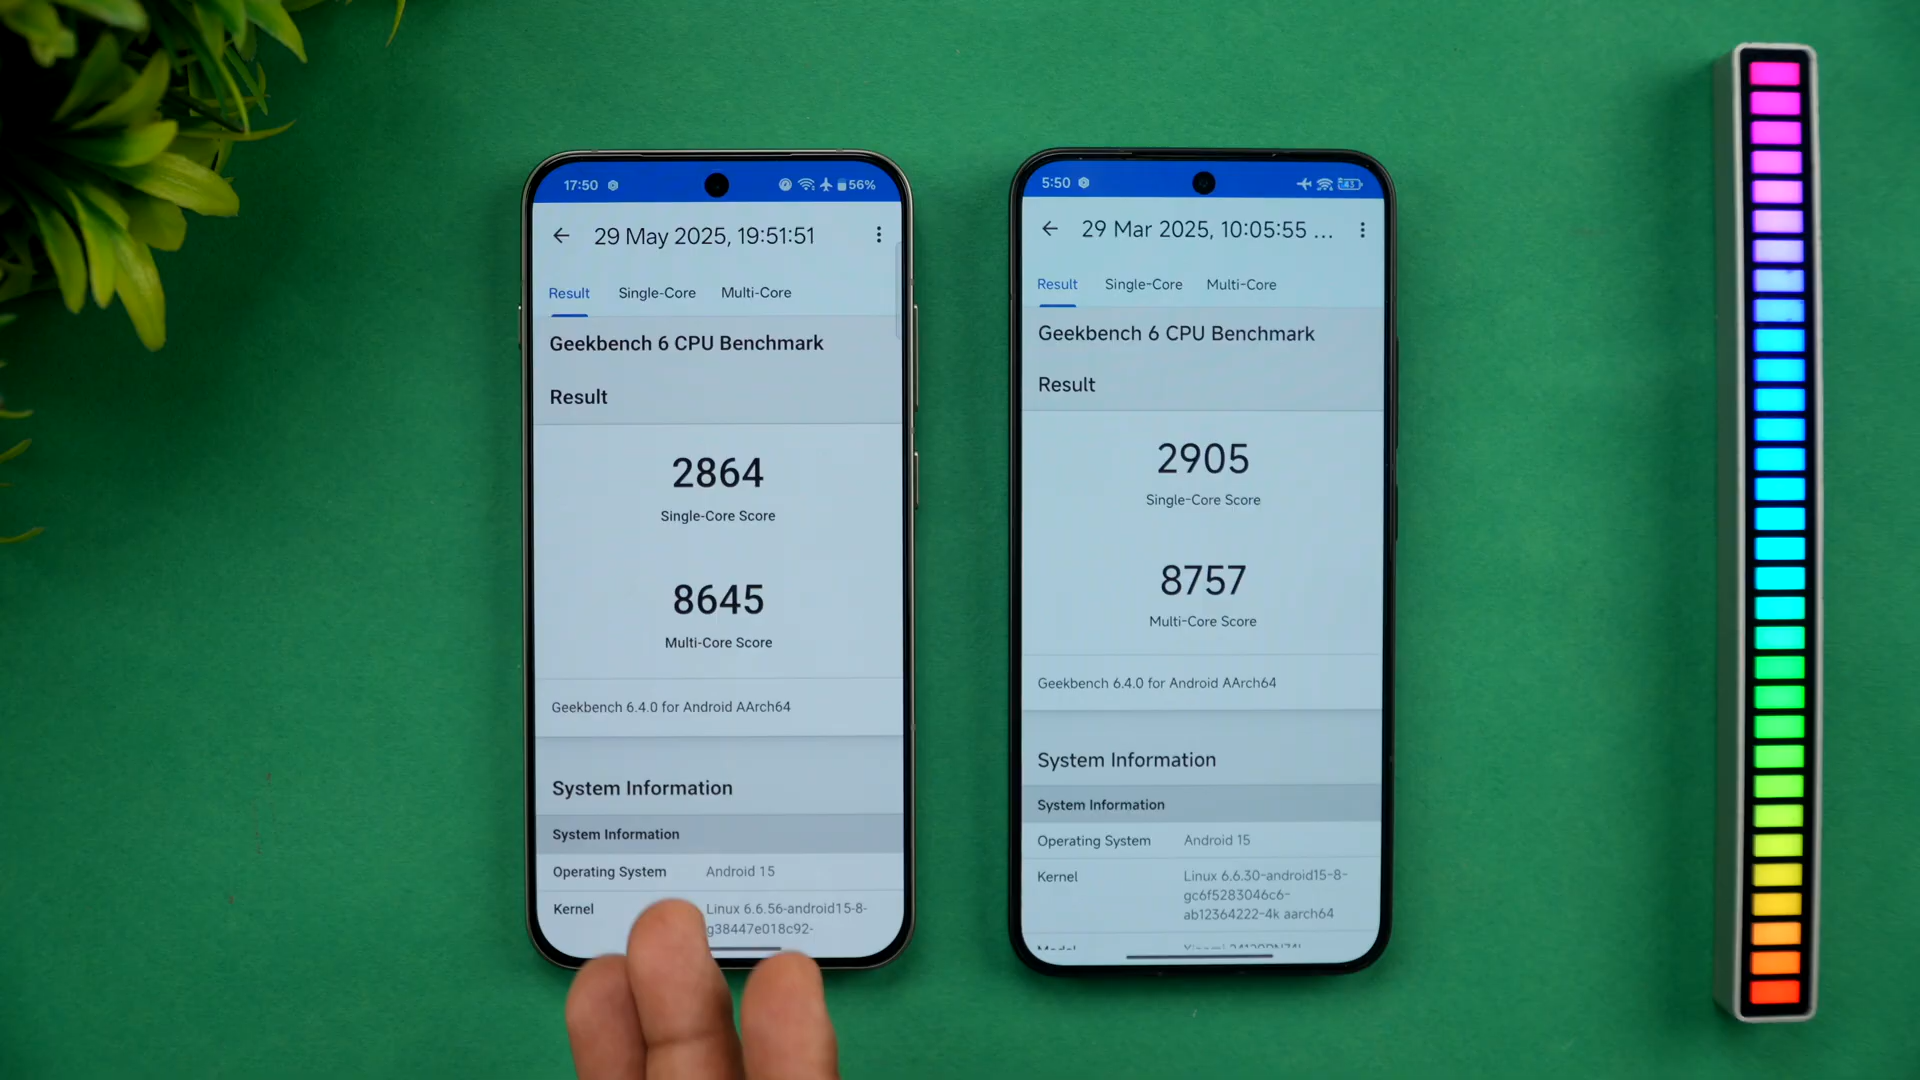 17:50
56%
29 May 2025, 19:51:51
Result
Single-Core
Multi-Core
Geekbench 6 CPU Benchmark
Result
2864
Single-Core Score
8645
Multi-Core Score
Geekbench 6.4.0 for Android AArch64
System Information
System Information
Operating System
Android 15
Kernel
Linux 6.6.56-android15-8-
g38447e018c92-
5:50
29 Mar 2025, 10:05:55 ...
Result
Single-Core
Multi-Core
Geekbench 6 CPU Benchmark
Result
2905
Single-Core Score
8757
Multi-Core Score
Geekbench 6.4.0 for Android AArch64
System Information
System Information
Operating System
Android 15
Kernel
Linux 6.6.30-android15-8-
gc6f5283046c6-
ab12364222-4k aarch64
Model